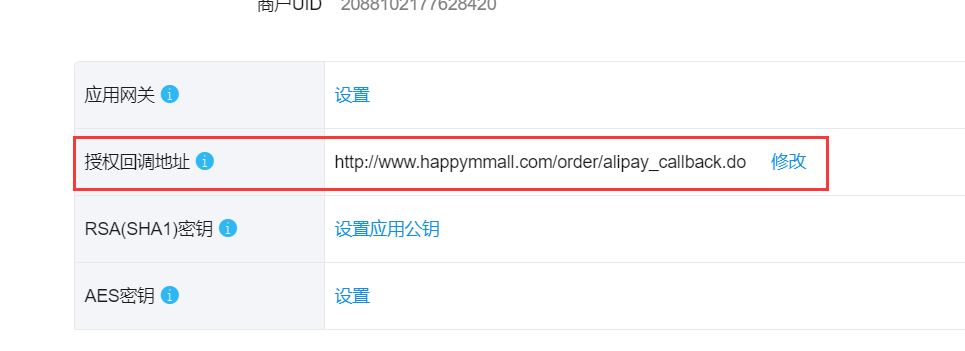 商户UID 2088102177628420
应用网关 设置
授权回调地址 http://www.happymmall.com/order/alipay_callback.do 修改
RSA(SHA1)密钥 设置应用公钥
AES密钥 设置